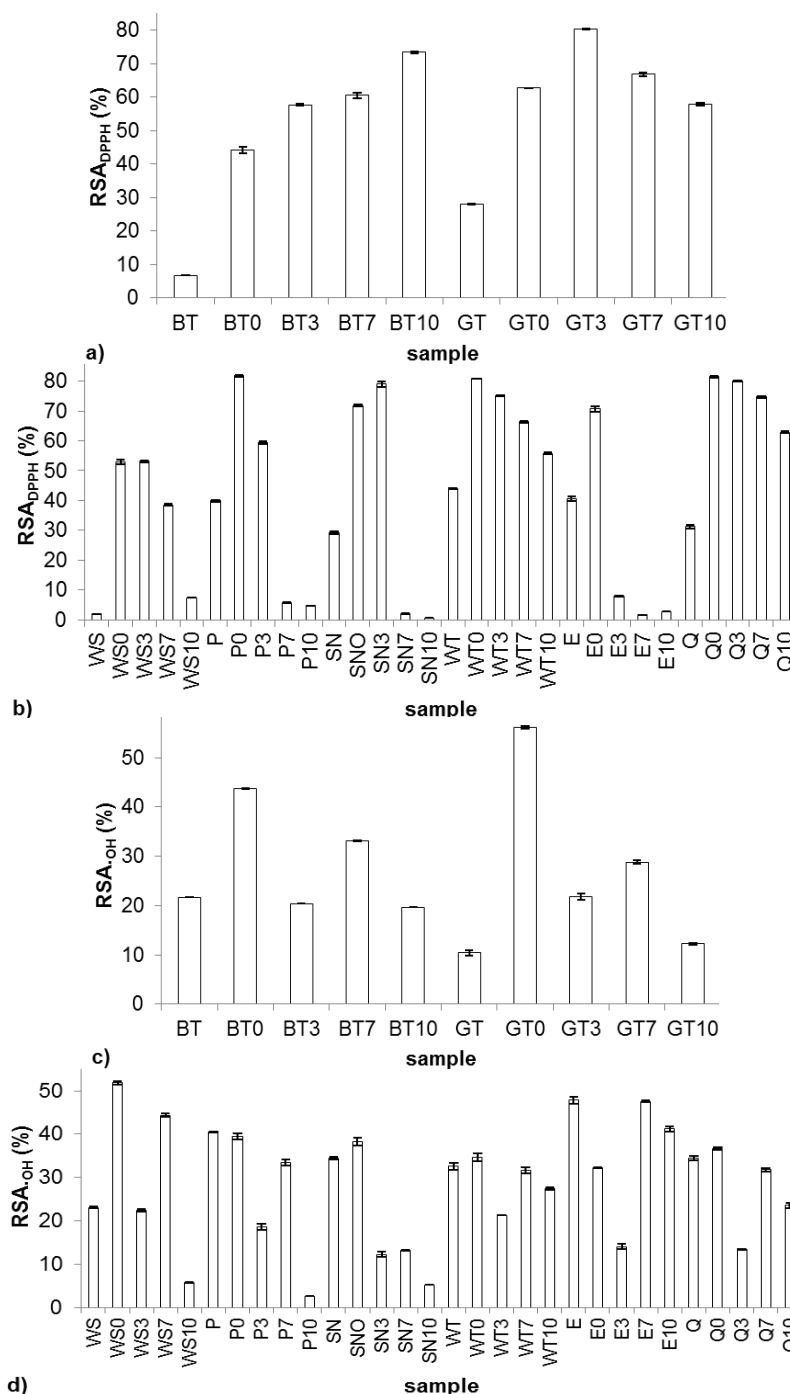 RSA_DPPH (%)
80
70
60
50
40
30
20
10
0
BT BT0 BT3 BT7 BT10 GT GT0 GT3 GT7 GT10
a) sample
RSA_DPPH (%)
80
70
60
50
40
30
20
10
0
WS WS0 WS3 WS7 WS10 P P0 P3 P7 P10 SN SNO SN3 SN7 SN10 WT WT0 WT3 WT7 WT10 E E0 E3 E7 E10 Q Q0 Q3 Q7 Q10
b) sample
RSA•OH (%)
50
40
30
20
10
0
BT BT0 BT3 BT7 BT10 GT GT0 GT3 GT7 GT10
c) sample
RSA•OH (%)
50
40
30
20
10
0
WS WS0 WS3 WS7 WS10 P P0 P3 P7 P10 SN SNO SN3 SN7 SN10 WT WT0 WT3 WT7 WT10 E E0 E3 E7 E10 Q Q0 Q3 Q7 Q10
d) sample